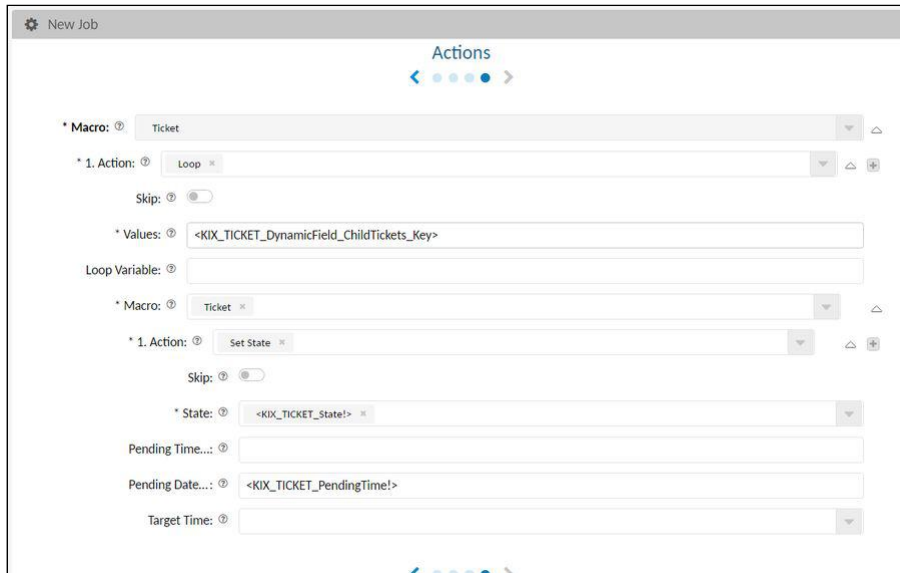 New Job
Actions
* Macro: Ticket
* 1. Action: Loop
Skip:
* Values: <KIX_TICKET_DynamicField_ChildTickets_Key>
Loop Variable:
* Macro: Ticket
* 1. Action: Set State
Skip:
* State: <KIX_TICKET_State!>
Pending Time...:
Pending Date...: <KIX_TICKET_PendingTime!>
Target Time: